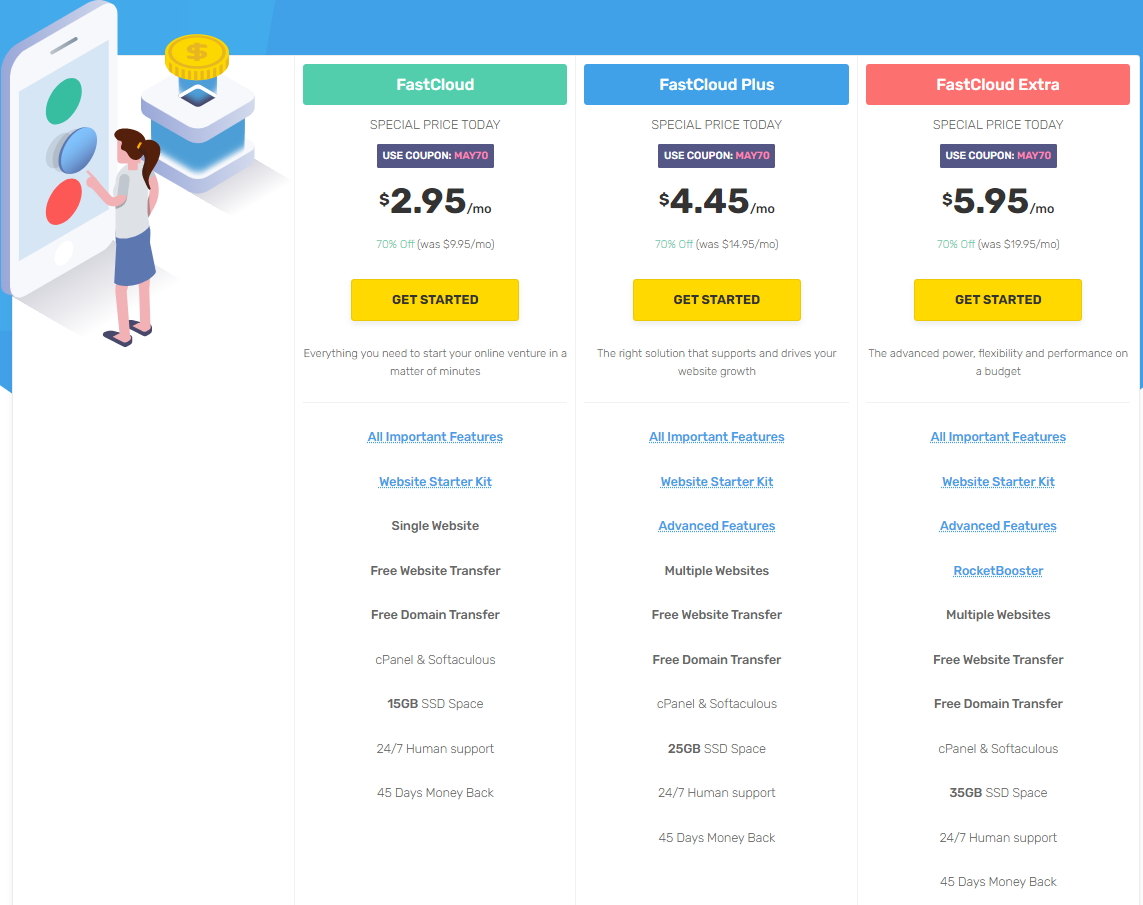 $
FastCloud
SPECIAL PRICE TODAY
USE COUPON: MAY70
$2.95/mo
70% Off (was $9.95/mo)
GET STARTED
Everything you need to start your online venture in a
matter of minutes
All Important Features
Website Starter Kit
Single Website
Free Website Transfer
Free Domain Transfer
cPanel & Softaculous
15GB SSD Space
24/7 Human support
45 Days Money Back
FastCloud Plus
SPECIAL PRICE TODAY
USE COUPON: MAY70
$4.45/mo
70% Off (was $14.95/mo)
GET STARTED
The right solution that supports and drives your
website growth
All Important Features
Website Starter Kit
Advanced Features
Multiple Websites
Free Website Transfer
Free Domain Transfer
cPanel & Softaculous
25GB SSD Space
24/7 Human support
45 Days Money Back
FastCloud Extra
SPECIAL PRICE TODAY
USE COUPON: MAY70
$5.95/mo
70% Off (was $19.95/mo)
GET STARTED
The advanced power, flexibility and performance on
a budget
All Important Features
Website Starter Kit
Advanced Features
RocketBooster
Multiple Websites
Free Website Transfer
Free Domain Transfer
cPanel & Softaculous
35GB SSD Space
24/7 Human support
45 Days Money Back